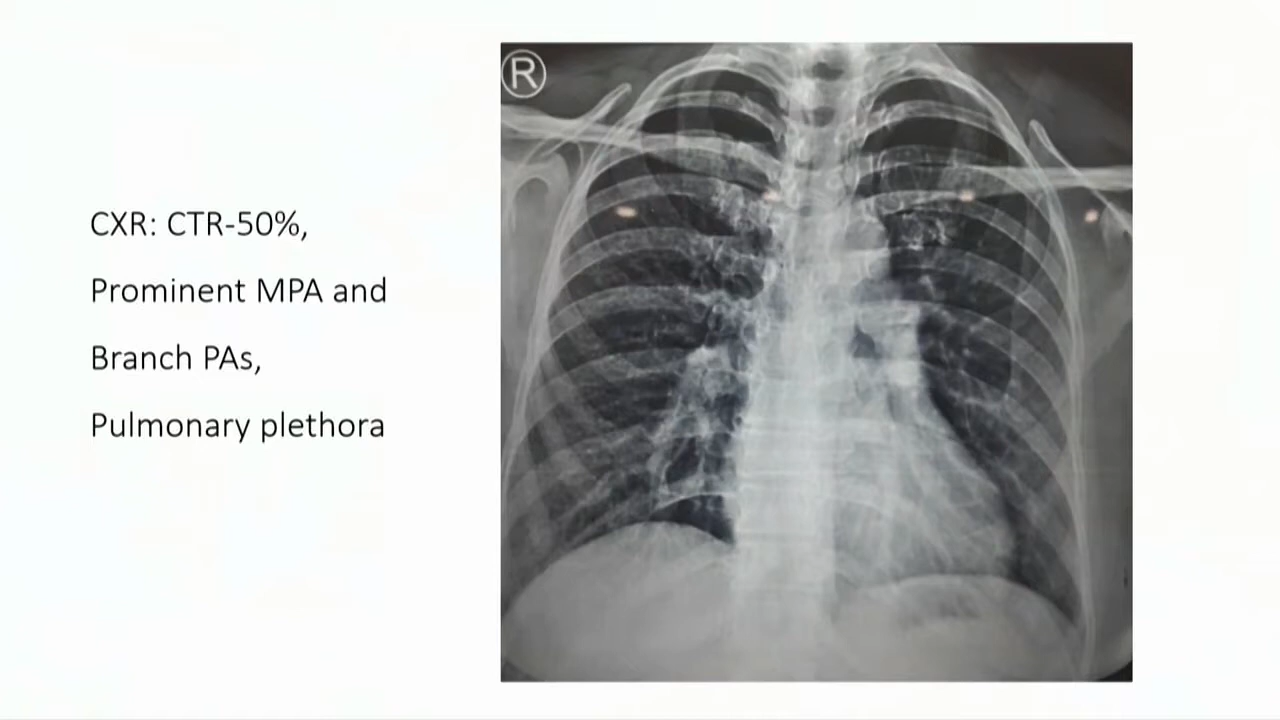 CXR: CTR-50%,
Prominent MPA and
Branch PAs,
Pulmonary plethora
R